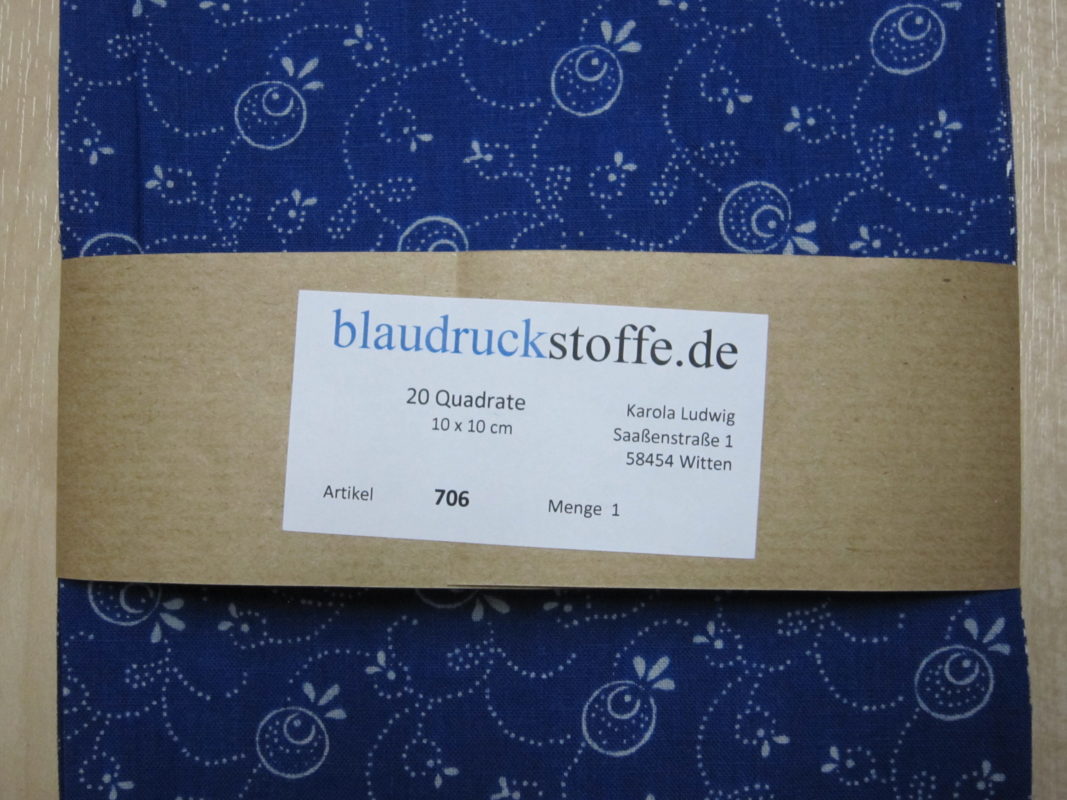 blaudruckstoffe.de
20 Quadrate
10 x 10 cm
Karola Ludwig
Saaßenstraße 1
58454 Witten
Artikel 706 Menge 1